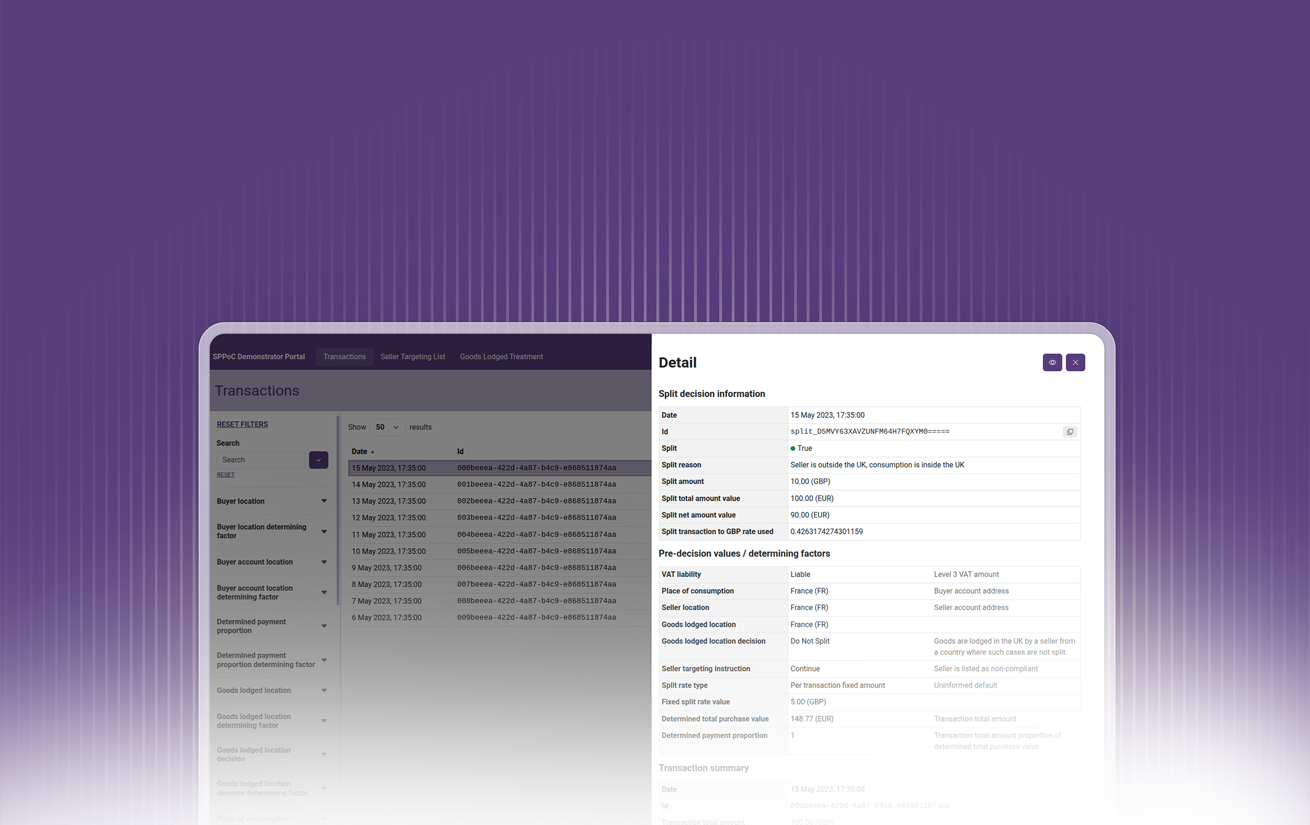 SPPoC Demonstrator Portal
Transactions
Seller Targeting List
Goods Lodged Treatment
Transactions
RESET FILTERS
Search
Search
RESET
Buyer location
Buyer location determining
factor
Buyer account location
Buyer account location
determining factor
Determined payment
proportion
Determined payment
proportion determining factor
Goods lodged location
Goods lodged location
determining factor
Goods lodged location
decision
Goods lodged location
decision determining factor
Place of consumption
Show 50 results
Date Id
15 May 2023, 17:35:00 000beeea-422d-4a87-b4c9-e868511874aa
14 May 2023, 17:35:00 001beeea-422d-4a87-b4c9-e868511874aa
13 May 2023, 17:35:00 002beeea-422d-4a87-b4c9-e868511874aa
12 May 2023, 17:35:00 003beeea-422d-4a87-b4c9-e868511874aa
11 May 2023, 17:35:00 004beeea-422d-4a87-b4c9-e868511874aa
10 May 2023, 17:35:00 005beeea-422d-4a87-b4c9-e868511874aa
9 May 2023, 17:35:00 006beeea-422d-4a87-b4c9-e868511874aa
8 May 2023, 17:35:00 007beeea-422d-4a87-b4c9-e868511874aa
7 May 2023, 17:35:00 008beeea-422d-4a87-b4c9-e868511874aa
6 May 2023, 17:35:00 009beeea-422d-4a87-b4c9-e868511874aa
Detail
Split decision information
Date 15 May 2023, 17:35:00
Id split_D5MVY63XAVZUNFM64H7FQXYM0=====
Split True
Split reason Seller is outside the UK, consumption is inside the UK
Split amount 10.00 (GBP)
Split total amount value 100.00 (EUR)
Split net amount value 90.00 (EUR)
Split transaction to GBP rate used 0.4263174274301159
Pre-decision values / determining factors
VAT liability Liable Level 3 VAT amount
Place of consumption France (FR) Buyer account address
Seller location France (FR) Seller account address
Goods lodged location France (FR)
Goods lodged location decision Do Not Split Goods are lodged in the UK by a seller from
a country where such cases are not split
Seller targeting instruction Continue Seller is listed as non-compliant
Split rate type Per transaction fixed amount Uninformed default
Fixed split rate value 5.00 (GBP)
Determined total purchase value 148.77 (EUR) Transaction total amount
Determined payment proportion 1 Transaction total amount proportion of
determined total purchase value
Transaction summary
Date 15 May 2023, 17:35:00
Id 000beeea-422d-4a87-b4c9-e868511874aa
Transaction total amount 100.00 (GBP)